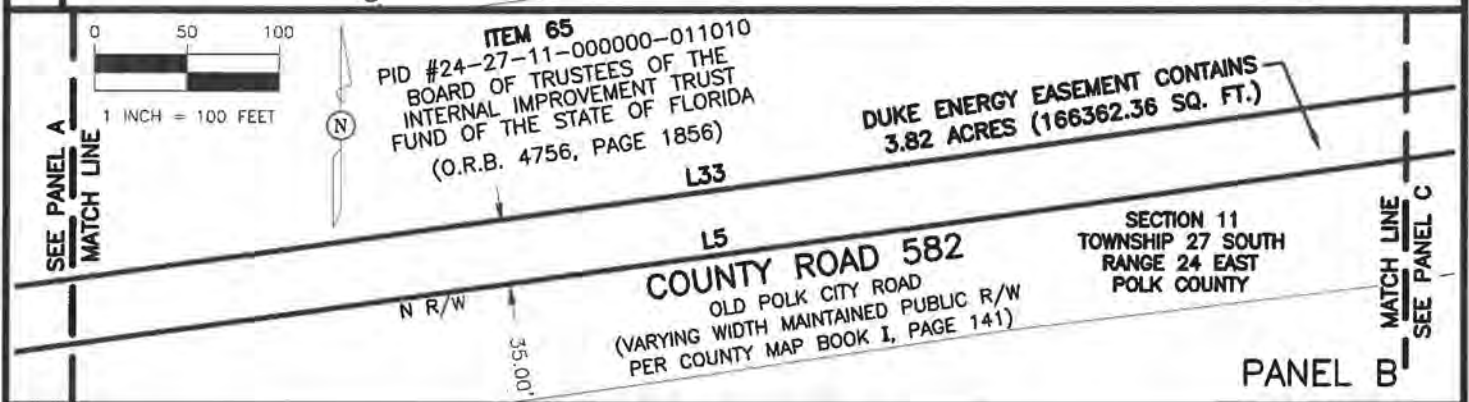 0 50 100
1 INCH = 100 FEET
SEE PANEL A
MATCH LINE
N
ITEM 65
PID #24-27-11-000000-011010
BOARD OF TRUSTEES OF THE
INTERNAL IMPROVEMENT TRUST
FUND OF THE STATE OF FLORIDA
(O.R.B. 4756, PAGE 1856)
DUKE ENERGY EASEMENT CONTAINS
3.82 ACRES (166362.36 SQ. FT.)
L33
L5
N R/W
35.00'
COUNTY ROAD 582
OLD POLK CITY ROAD
(VARYING WIDTH MAINTAINED PUBLIC R/W
PER COUNTY MAP BOOK I, PAGE 141)
SECTION 11
TOWNSHIP 27 SOUTH
RANGE 24 EAST
POLK COUNTY
MATCH LINE
SEE PANEL C
PANEL B